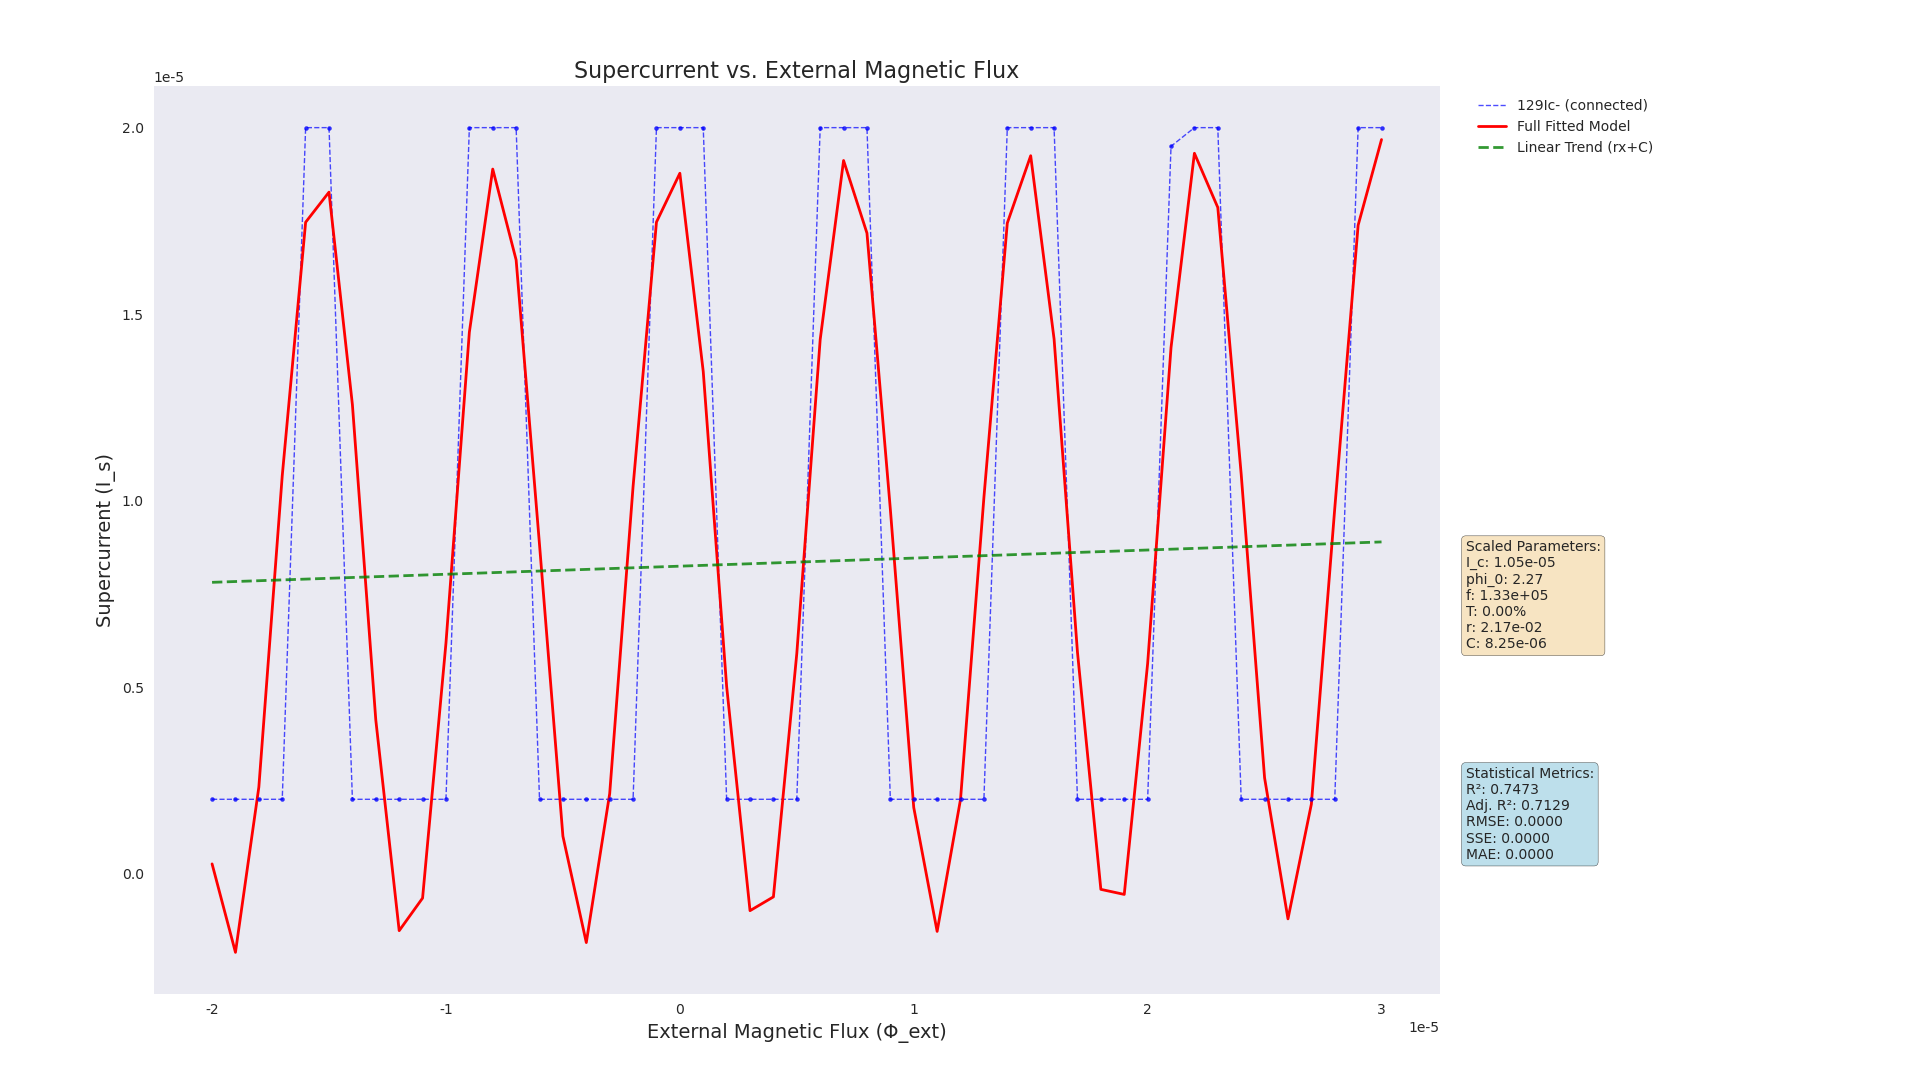 Supercurrent vs. External Magnetic Flux
1e-5
2.0
1.5
1.0
0.5
0.0
Supercurrent (I_s)
-2
-1
0
1
2
3
1e-5
External Magnetic Flux (Φ_ext)
129Ic- (connected)
Full Fitted Model
Linear Trend (rx+C)
Scaled Parameters:
I_c: 1.05e-05
phi_0: 2.27
f: 1.33e+05
T: 0.00%
r: 2.17e-02
C: 8.25e-06
Statistical Metrics:
R²: 0.7473
Adj. R²: 0.7129
RMSE: 0.0000
SSE: 0.0000
MAE: 0.0000